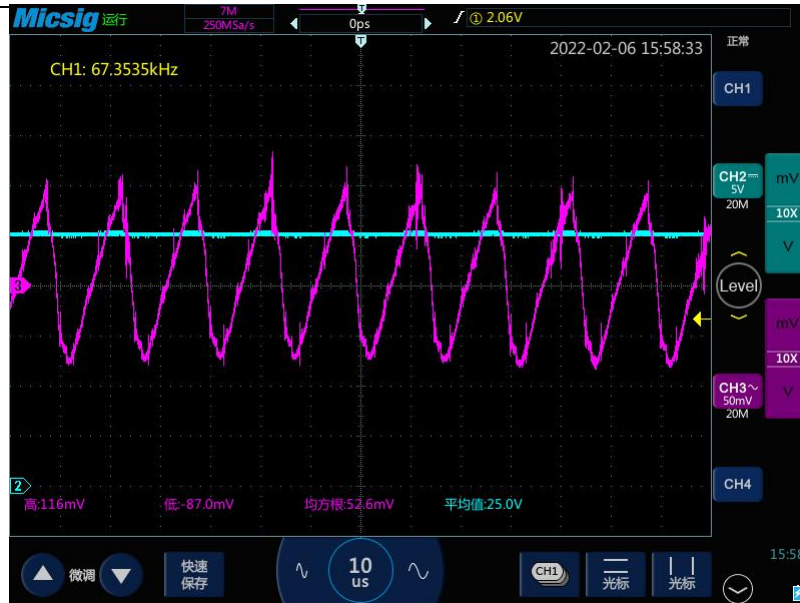 Micsig 运行
7M
250MSa/s
T
0ps
① 2.06V
T
2022-02-06 15:58:33
正常
CH1: 67.3535kHz
CH1
CH2
5V
20M
mV
10X
V
3
Level
mV
10X
V
CH3
50mV
20M
2
高:116mV 低:-87.0mV 均方根:52.6mV 平均值:25.0V
CH4
微调
快速
保存
10
us
CH1
光标
光标
15:58